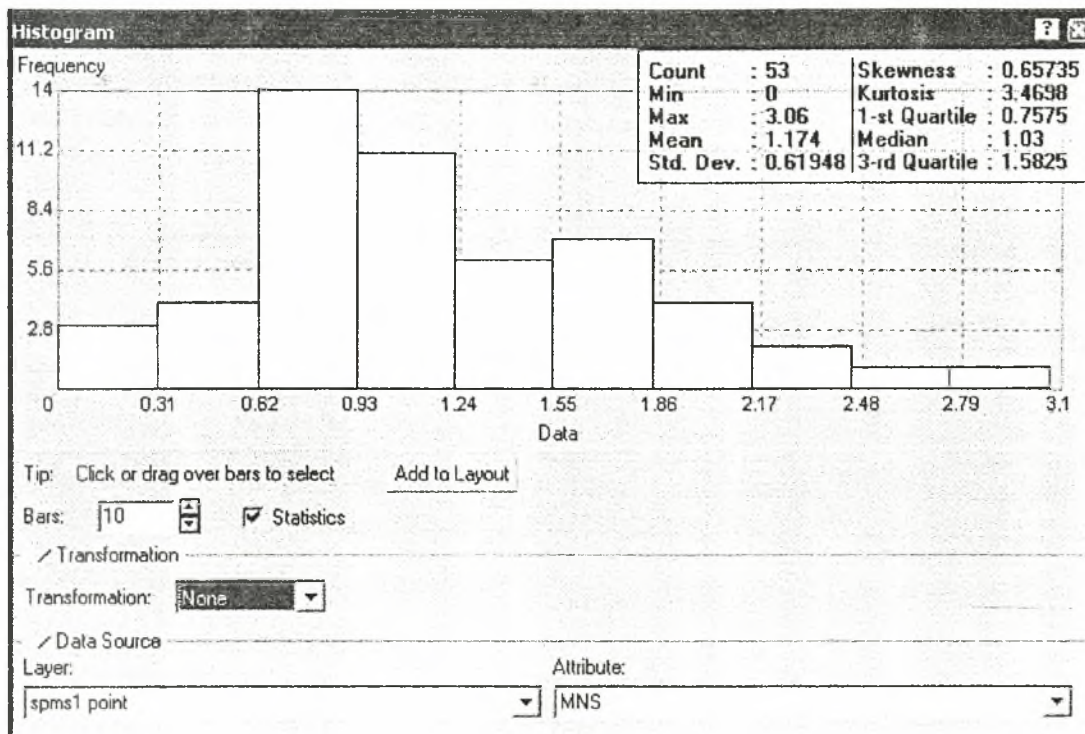 Histogram
Frequency
Count : 53 Skewness : 0.65735
Min : 0 Kurtosis : 3.4698
Max : 3.06 1-st Quartile : 0.7575
Mean : 1.174 Median : 1.03
Std. Dev. : 0.61948 3-rd Quartile : 1.5825
14
11.2
8.4
5.6
2.8
0 0.31 0.62 0.93 1.24 1.55 1.86 2.17 2.48 2.79 3.1
Data
Tip: Click or drag over bars to select Add to Layout
Bars: 10 Statistics
Transformation
Transformation: None
Data Source
Layer: Attribute:
spms1 point MNS